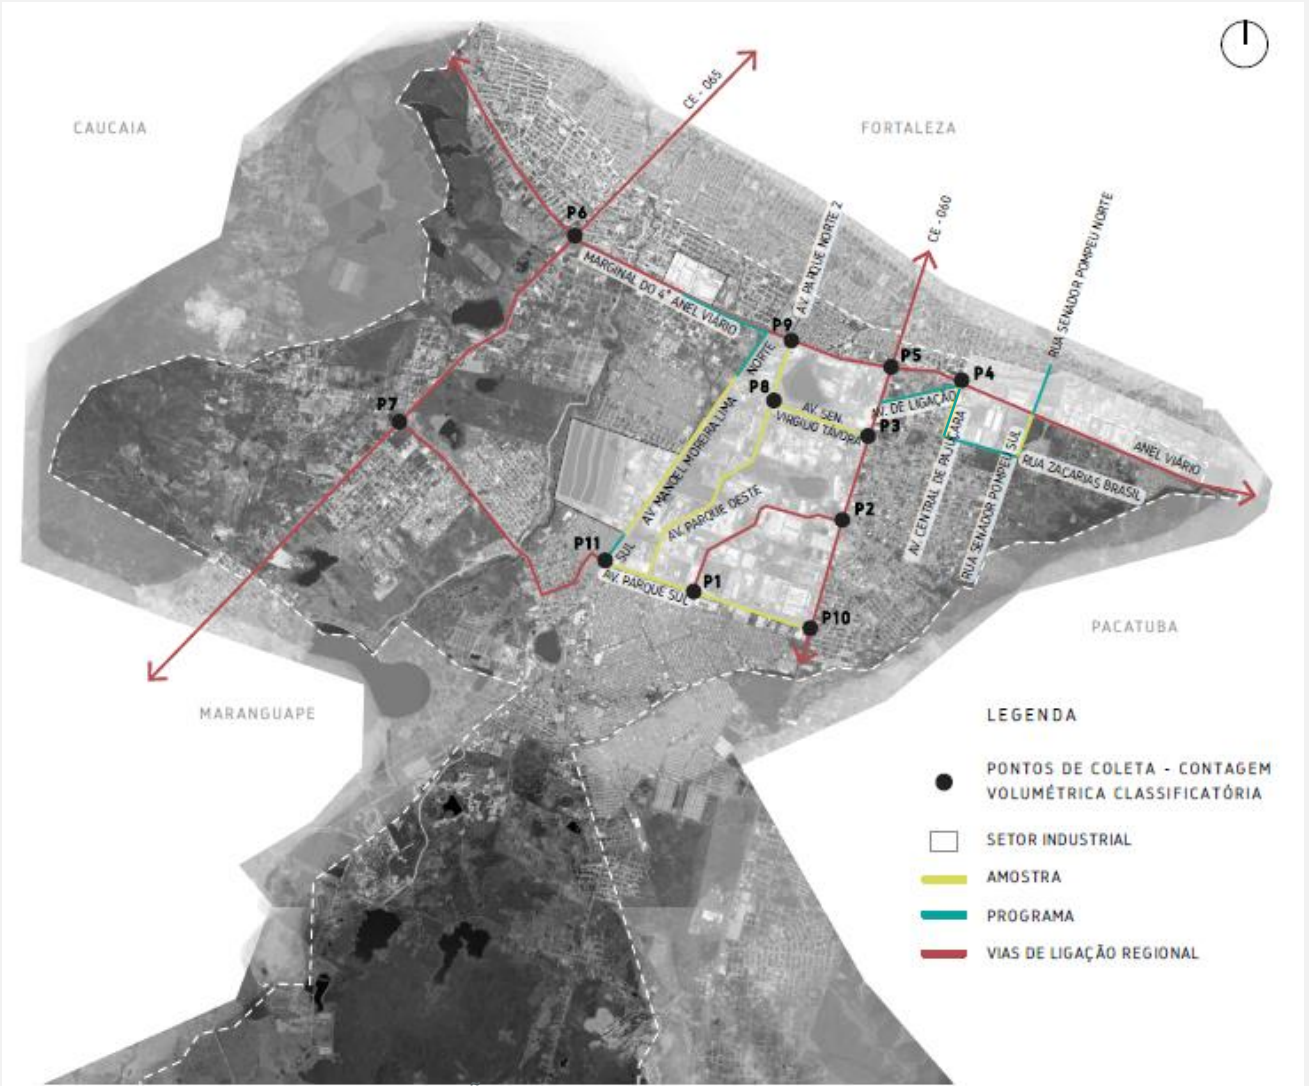 CE - 065
CAUCAIA
FORTALEZA
P6
AV. PARQUE NORTE 2
CE - 060
RUA SENADOR POMPEU NORTE
MARGINAL DO 4° ANEL VIÁRIO
P9
NORTE
P5
P4
P8
AV. DE LIGAÇÃO
P7
AV. SEN.
VIRGÍLIO TÁVORA
P3
AV. MANOEL MOREIRA LIMA
AV. CENTRAL DE PAJUÇARA
RUA SENADOR POMPEU SUL
ANEL VIÁRIO
RUA ZACARIAS BRASIL
AV. PARQUE OESTE
P2
P11
SUL
AV. PARQUE SUL
P1
P10
PACATUBA
MARANGUAPE
LEGENDA
PONTOS DE COLETA - CONTAGEM
VOLUMÉTRICA CLASSIFICATÓRIA
SETOR INDUSTRIAL
AMOSTRA
PROGRAMA
VIAS DE LIGAÇÃO REGIONAL